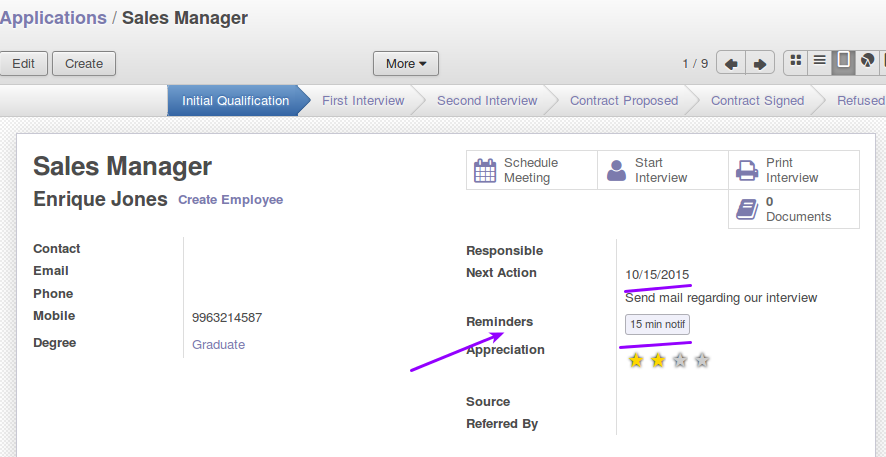 Applications / Sales Manager
Edit
Create
More
1 / 9
Initial Qualification
First Interview
Second Interview
Contract Proposed
Contract Signed
Refused
Sales Manager
Enrique Jones Create Employee
Schedule Meeting
Start Interview
Print Interview
0 Documents
Contact
Email
Phone
Mobile 9963214587
Degree Graduate
Responsible
Next Action 10/15/2015
Send mail regarding our interview
Reminders 15 min notif
Appreciation
Source
Referred By